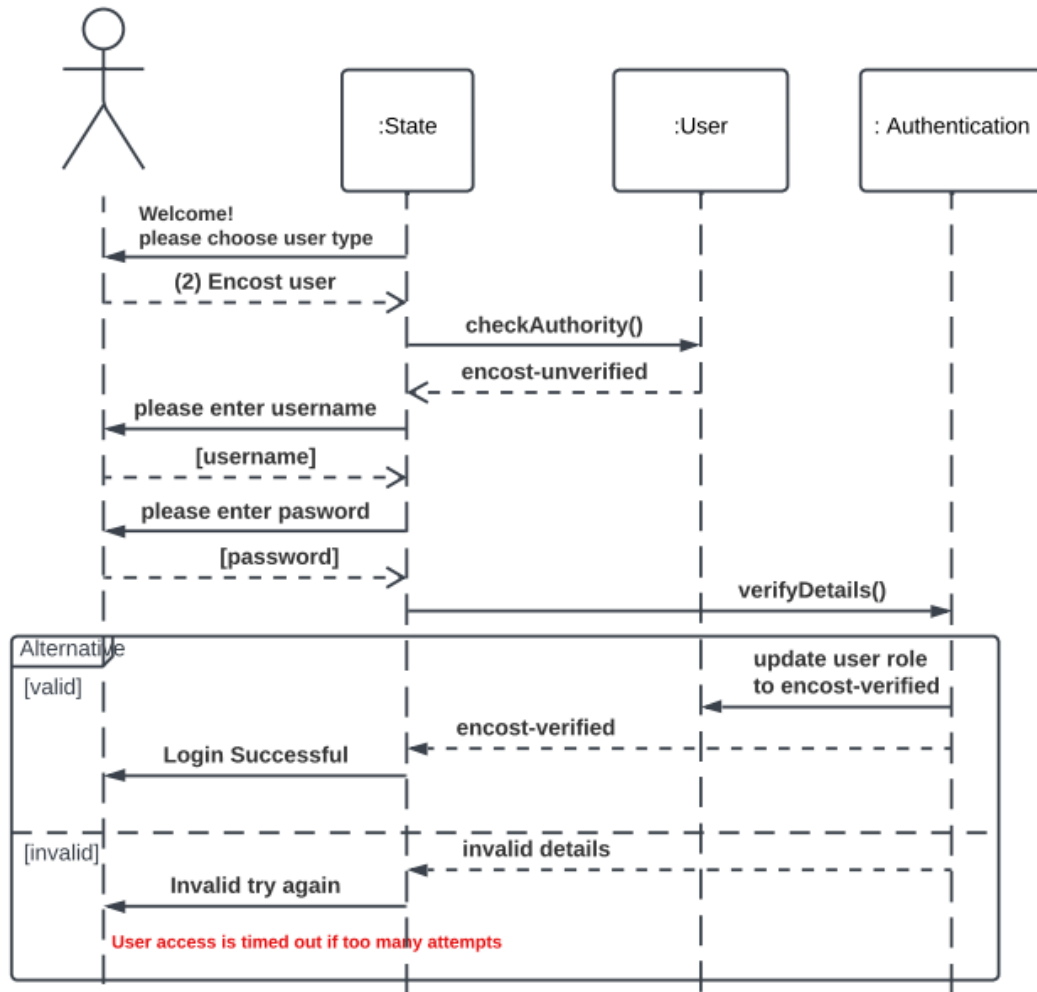 :State
:User
: Authentication
Welcome!
please choose user type
(2) Encost user
checkAuthority()
encost-unverified
please enter username
[username]
please enter pasword
[password]
verifyDetails()
Alternative
[valid]
update user role
to encost-verified
encost-verified
Login Successful
[invalid]
invalid details
Invalid try again
User access is timed out if too many attempts